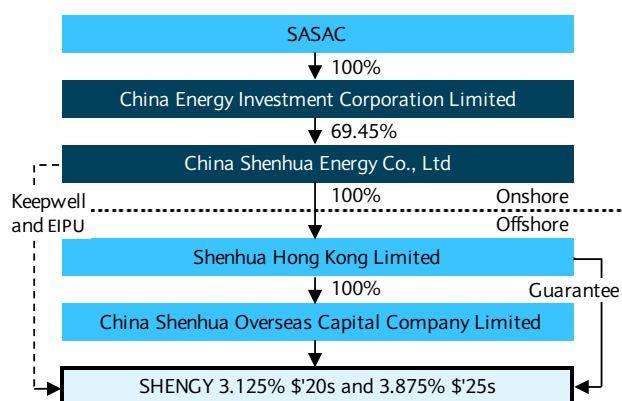 SASAC
100%
China Energy Investment Corporation Limited
69.45%
China Shenhua Energy Co., Ltd
Keepwell
and EIPU
100%
Onshore
Offshore
Shenhua Hong Kong Limited
100%
Guarantee
China Shenhua Overseas Capital Company Limited
SHENGY 3.125% $'20s and 3.875% $'25s